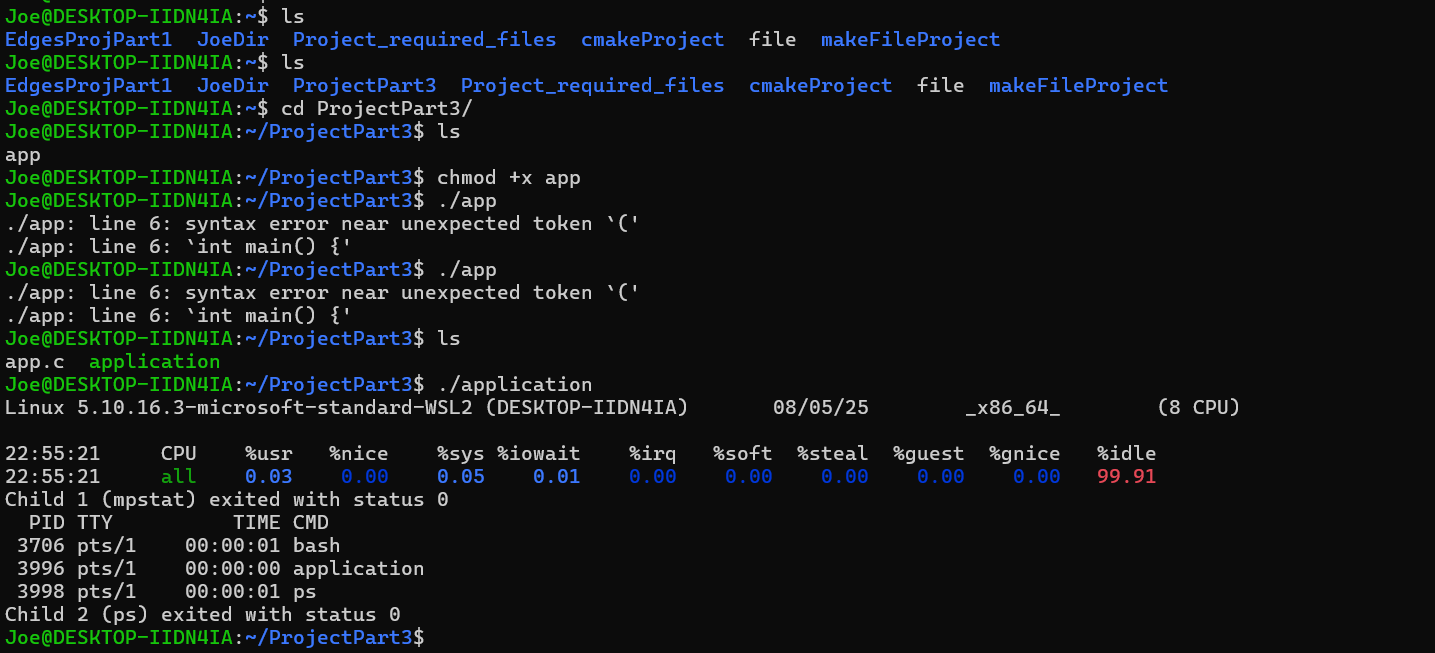 Joe@DESKTOP-IIDN4IA:~$ ls
EdgesProjPart1  JoeDir  Project_required_files  cmakeProject  file  makeFileProject
Joe@DESKTOP-IIDN4IA:~$ ls
EdgesProjPart1  JoeDir  ProjectPart3  Project_required_files  cmakeProject  file  makeFileProject
Joe@DESKTOP-IIDN4IA:~$ cd ProjectPart3/
Joe@DESKTOP-IIDN4IA:~/ProjectPart3$ ls
app
Joe@DESKTOP-IIDN4IA:~/ProjectPart3$ chmod +x app
Joe@DESKTOP-IIDN4IA:~/ProjectPart3$ ./app
./app: line 6: syntax error near unexpected token `('
./app: line 6: `int main() {'
Joe@DESKTOP-IIDN4IA:~/ProjectPart3$ ./app
./app: line 6: syntax error near unexpected token `('
./app: line 6: `int main() {'
Joe@DESKTOP-IIDN4IA:~/ProjectPart3$ ls
app.c  application
Joe@DESKTOP-IIDN4IA:~/ProjectPart3$ ./application
Linux 5.10.16.3-microsoft-standard-WSL2 (DESKTOP-IIDN4IA)       08/05/25        _x86_64_        (8 CPU)
22:55:21     CPU    %usr   %nice    %sys %iowait    %irq   %soft  %steal  %guest  %gnice   %idle
22:55:21     all    0.03    0.00    0.05    0.01    0.00    0.00    0.00    0.00    0.00   99.91
Child 1 (mpstat) exited with status 0
  PID TTY          TIME CMD
 3706 pts/1    00:00:01 bash
 3996 pts/1    00:00:00 application
 3998 pts/1    00:00:01 ps
Child 2 (ps) exited with status 0
Joe@DESKTOP-IIDN4IA:~/ProjectPart3$